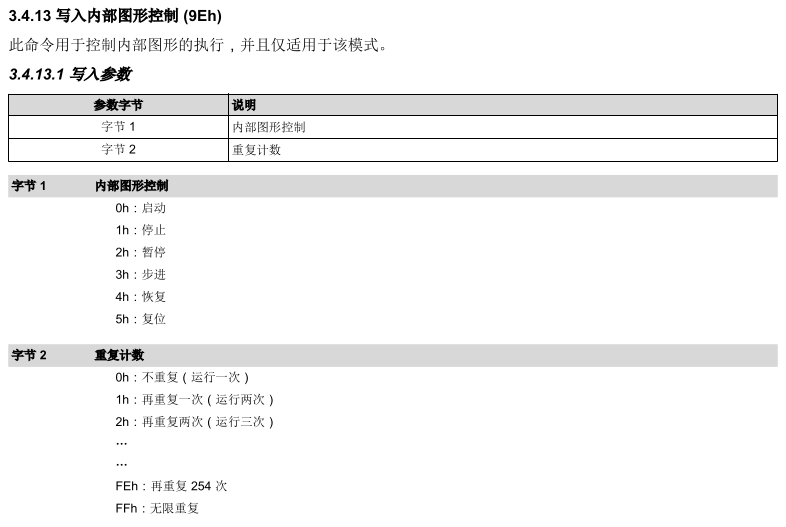 3.4.13 写入内部图形控制 (9Eh)
此命令用于控制内部图形的执行，并且仅适用于该模式。
3.4.13.1 写入参数
参数字节 说明
字节 1 内部图形控制
字节 2 重复计数
字节 1 内部图形控制
0h：启动
1h：停止
2h：暂停
3h：步进
4h：恢复
5h：复位
字节 2 重复计数
0h：不重复（运行一次）
1h：再重复一次（运行两次）
2h：再重复两次（运行三次）
…
…
FEh：再重复 254 次
FFh：无限重复